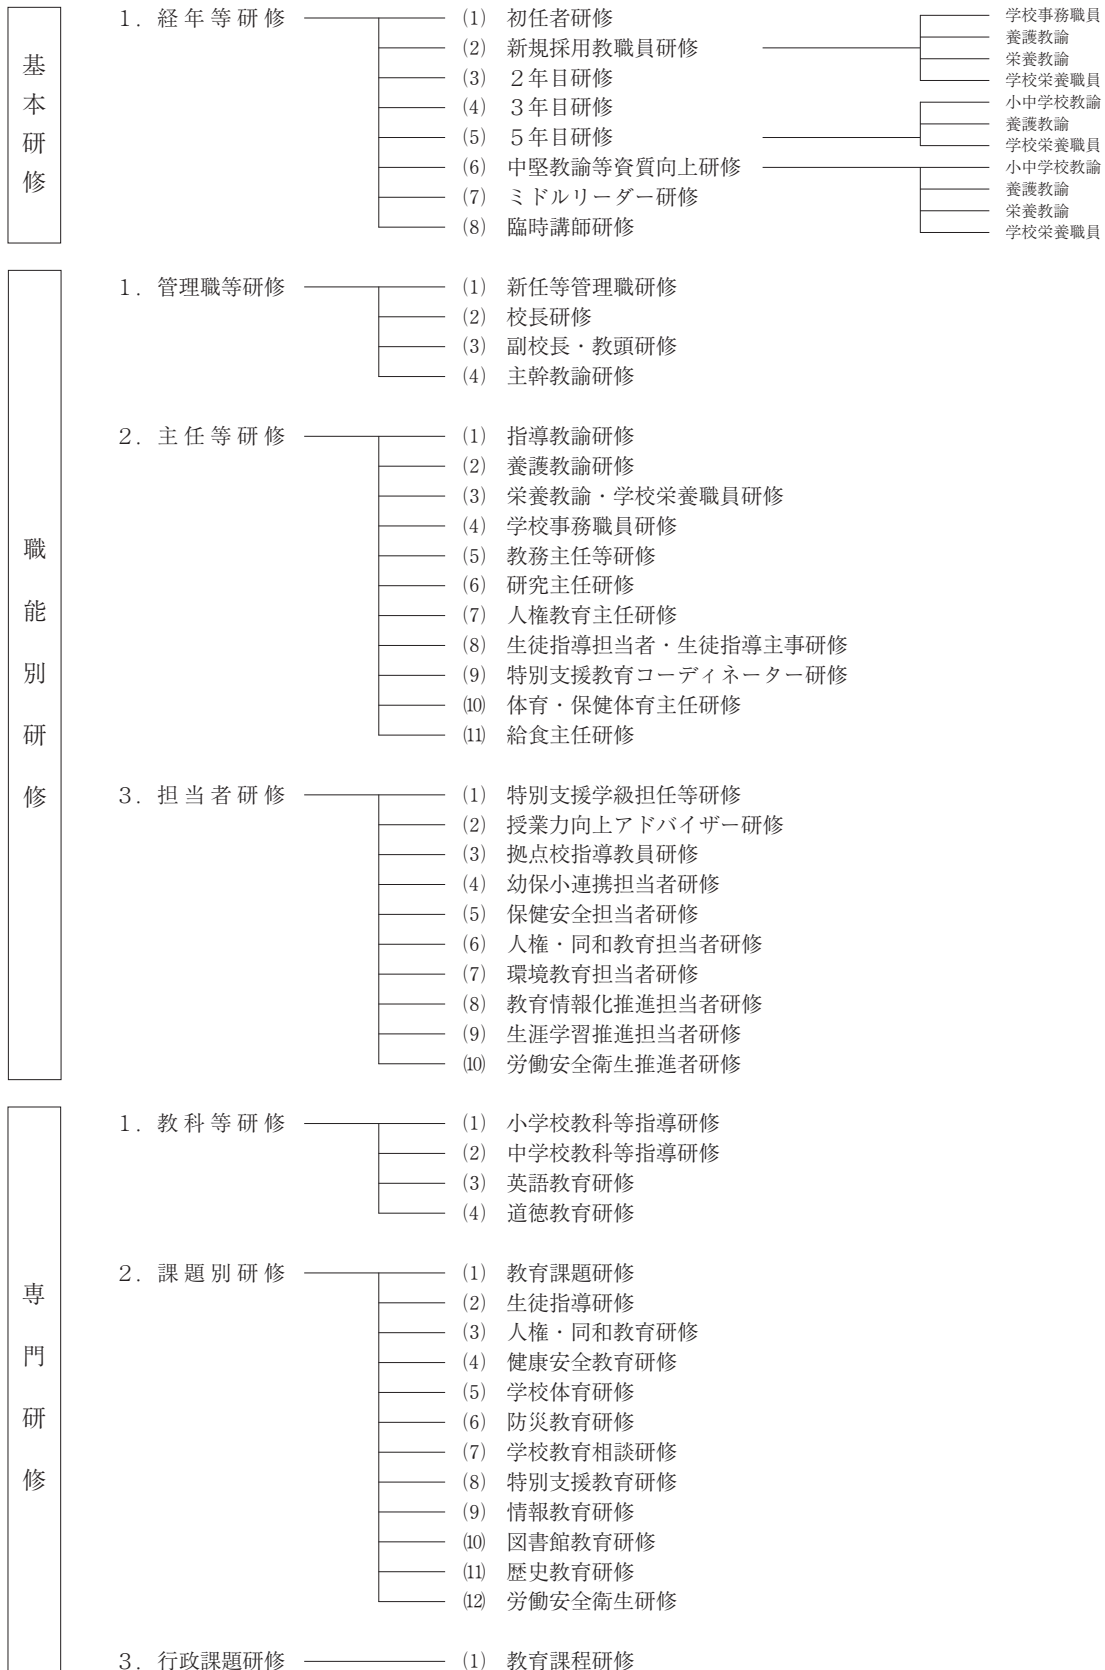 基本研修
1．経年等研修
(1) 初任者研修
(2) 新規採用教職員研修
学校事務職員
養護教諭
栄養教諭
学校栄養職員
(3) 2年目研修
(4) 3年目研修
(5) 5年目研修
小中学校教諭
養護教諭
学校栄養職員
(6) 中堅教諭等資質向上研修
小中学校教諭
養護教諭
栄養教諭
学校栄養職員
(7) ミドルリーダー研修
(8) 臨時講師研修
職能別研修
1．管理職等研修
(1) 新任等管理職研修
(2) 校長研修
(3) 副校長・教頭研修
(4) 主幹教諭研修
2．主任等研修
(1) 指導教諭研修
(2) 養護教諭研修
(3) 栄養教諭・学校栄養職員研修
(4) 学校事務職員研修
(5) 教務主任等研修
(6) 研究主任研修
(7) 人権教育主任研修
(8) 生徒指導担当者・生徒指導主事研修
(9) 特別支援教育コーディネーター研修
(10) 体育・保健体育主任研修
(11) 給食主任研修
3．担当者研修
(1) 特別支援学級担任等研修
(2) 授業力向上アドバイザー研修
(3) 拠点校指導教員研修
(4) 幼保小連携担当者研修
(5) 保健安全担当者研修
(6) 人権・同和教育担当者研修
(7) 環境教育担当者研修
(8) 教育情報化推進担当者研修
(9) 生涯学習推進担当者研修
(10) 労働安全衛生推進者研修
専門研修
1．教科等研修
(1) 小学校教科等指導研修
(2) 中学校教科等指導研修
(3) 英語教育研修
(4) 道徳教育研修
2．課題別研修
(1) 教育課題研修
(2) 生徒指導研修
(3) 人権・同和教育研修
(4) 健康安全教育研修
(5) 学校体育研修
(6) 防災教育研修
(7) 学校教育相談研修
(8) 特別支援教育研修
(9) 情報教育研修
(10) 図書館教育研修
(11) 歴史教育研修
(12) 労働安全衛生研修
3．行政課題研修
(1) 教育課程研修